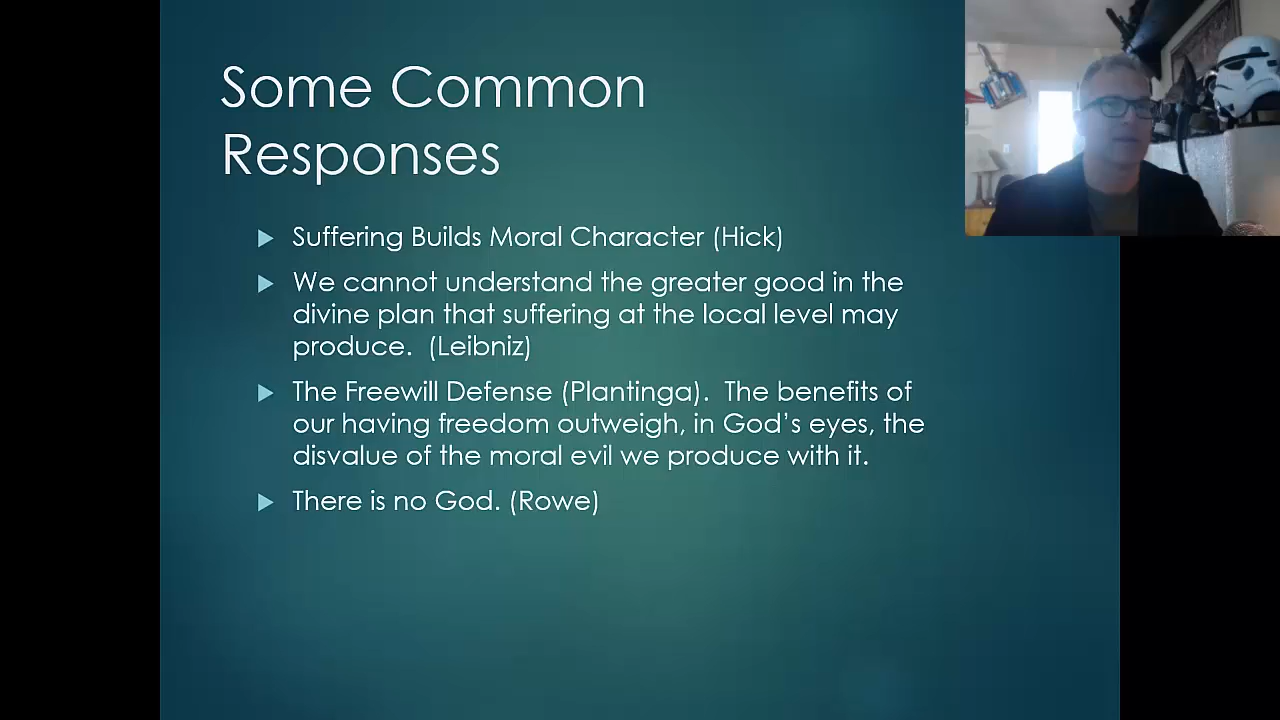 Some Common
Responses
Suffering Builds Moral Character (Hick)
We cannot understand the greater good in the
divine plan that suffering at the local level may
produce.  (Leibniz)
The Freewill Defense (Plantinga).  The benefits of
our having freedom outweigh, in God’s eyes, the
disvalue of the moral evil we produce with it.
There is no God. (Rowe)